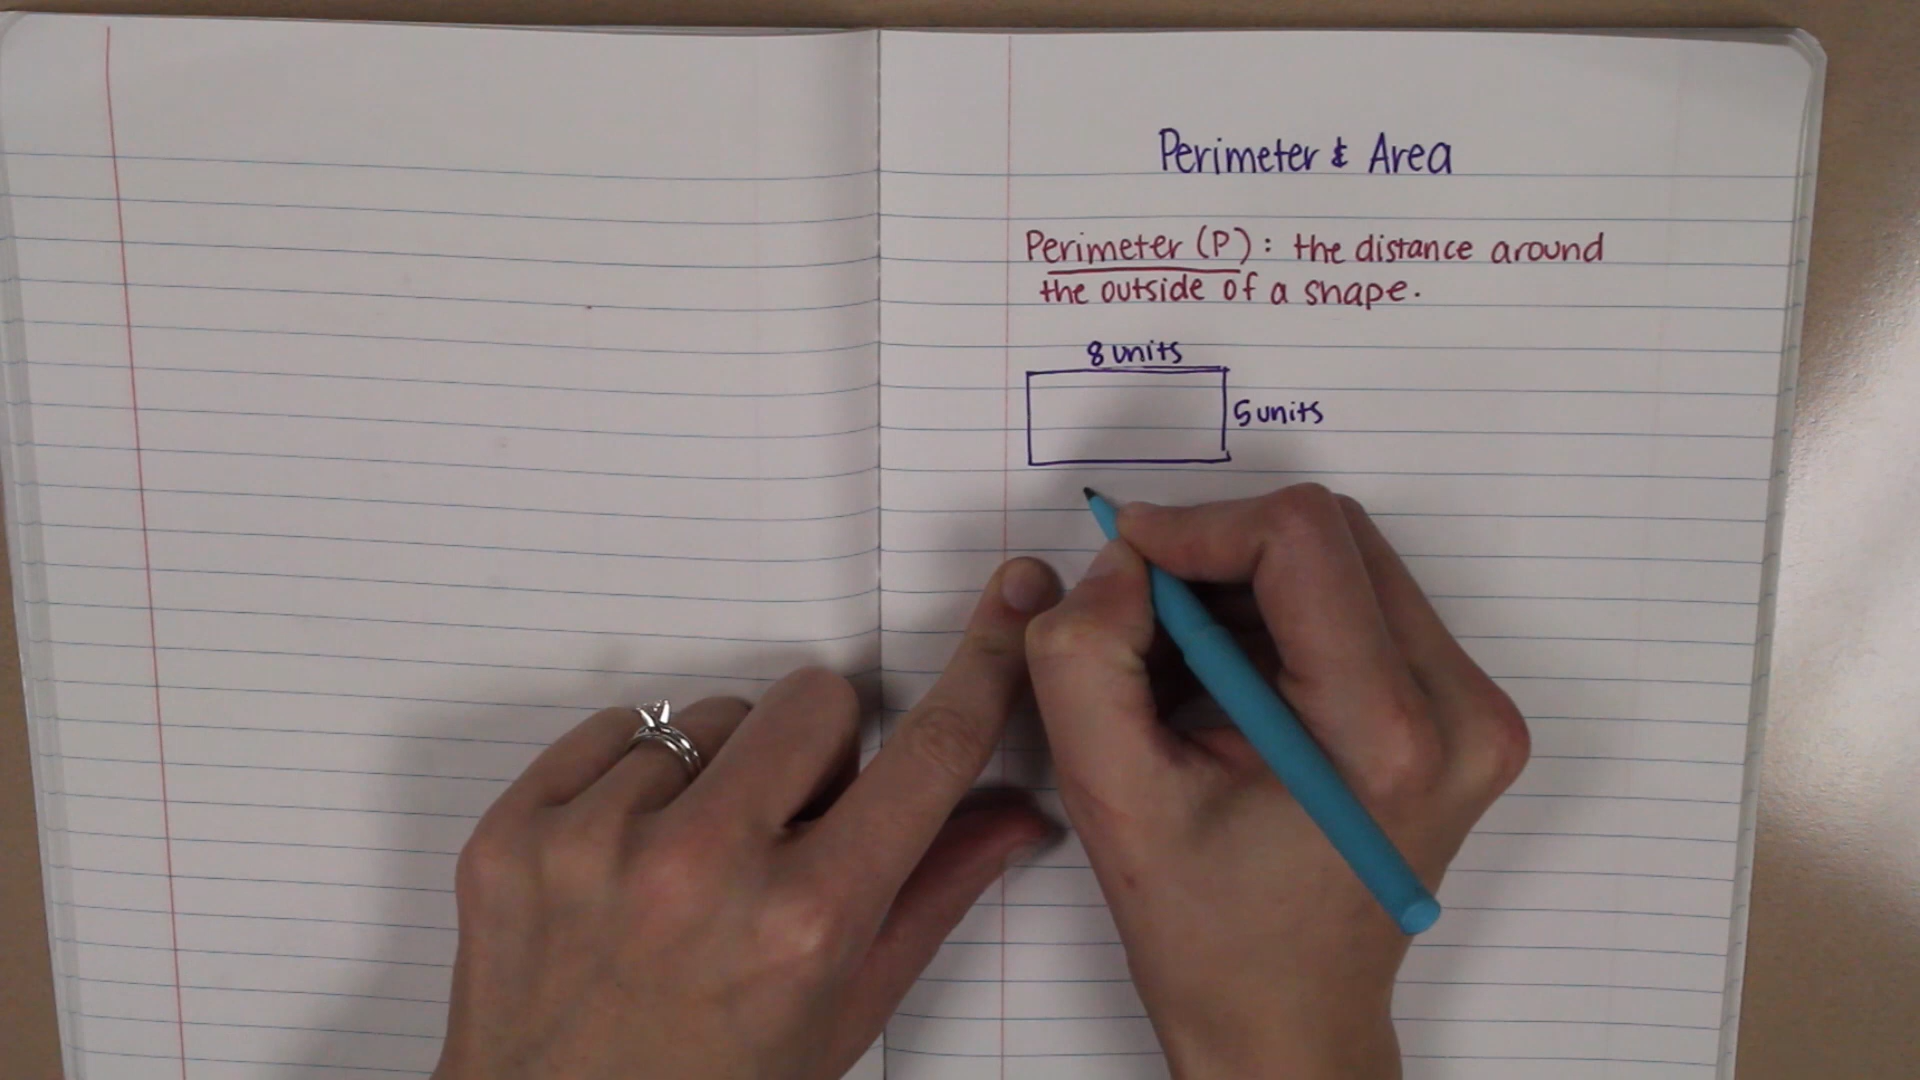 Perimeter & Area
Perimeter (P): the distance around
the outside of a shape.
8 units
5 units